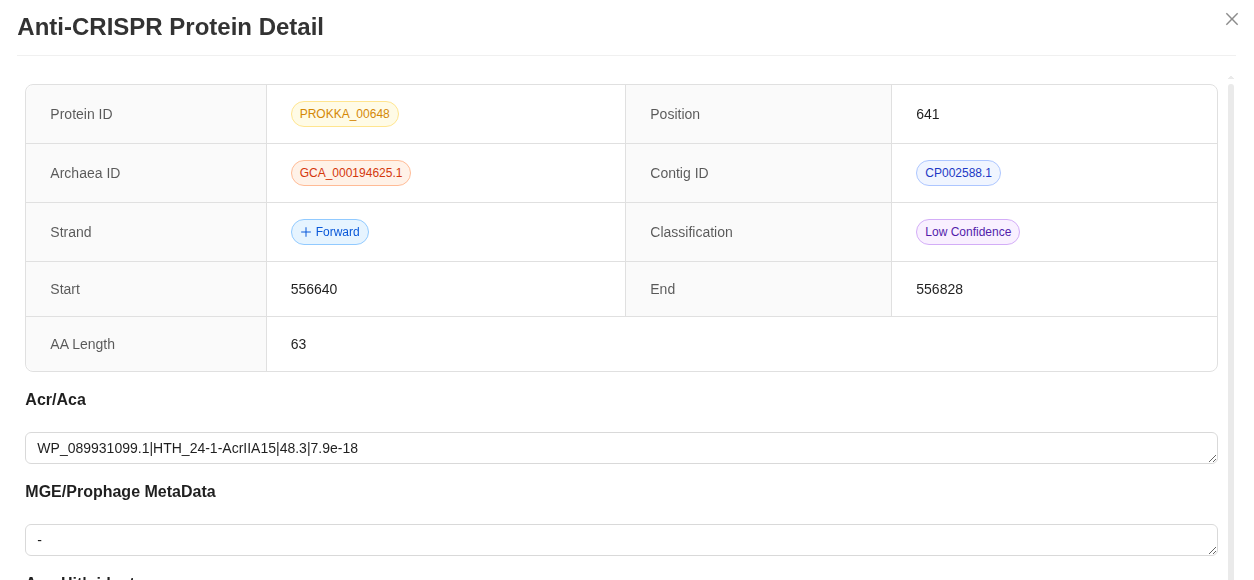 Anti-CRISPR Protein Detail
Protein ID PROKKA_00648 Position 641
Archaea ID GCA_000194625.1 Contig ID CP002588.1
Strand + Forward Classification Low Confidence
Start 556640 End 556828
AA Length 63
Acr/Aca
WP_089931099.1|HTH_24-1-AcrIIA15|48.3|7.9e-18
MGE/Prophage MetaData
-